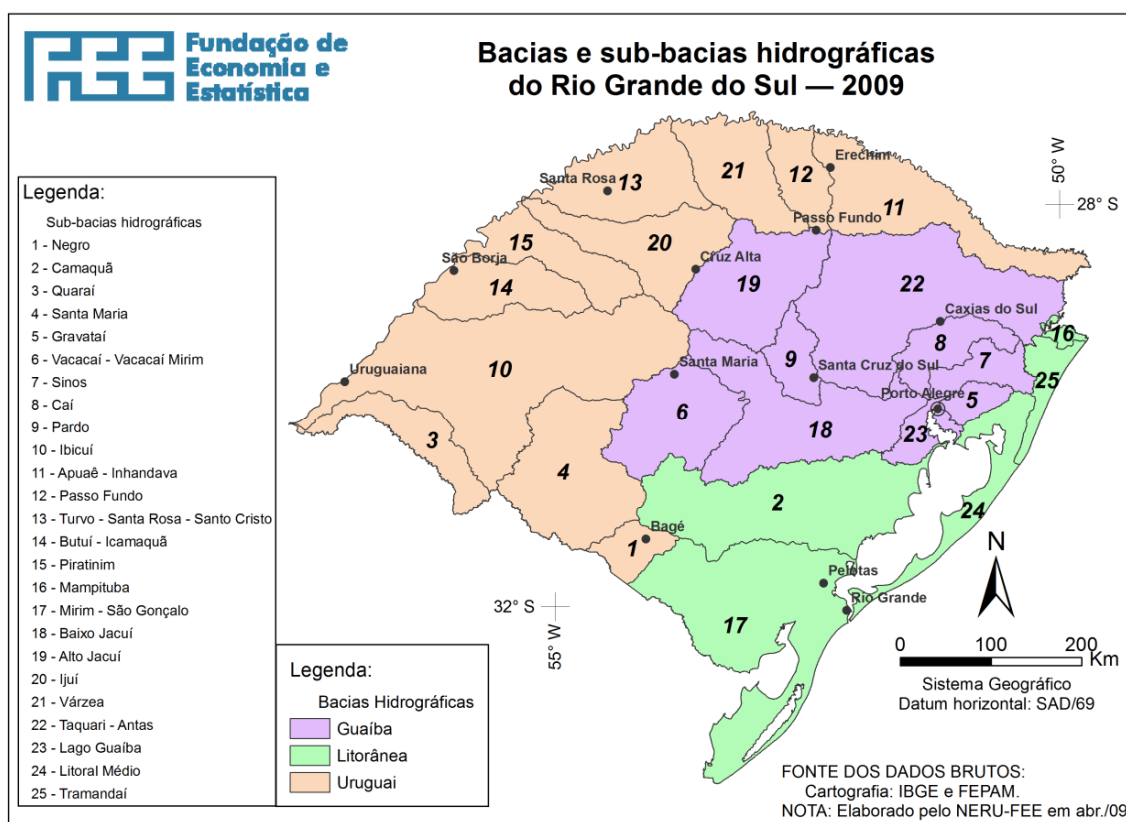 FEE
Fundação de
Economia e
Estatística
Bacias e sub-bacias hidrográficas
do Rio Grande do Sul — 2009
50° W
28° S
Legenda:
Sub-bacias hidrográficas
1 - Negro
2 - Camaquã
3 - Quaraí
4 - Santa Maria
5 - Gravataí
6 - Vacacaí - Vacacaí Mirim
7 - Sinos
8 - Caí
9 - Pardo
10 - Ibicuí
11 - Apuaê - Inhandava
12 - Passo Fundo
13 - Turvo - Santa Rosa - Santo Cristo
14 - Butuí - Icamaquã
15 - Piratinim
16 - Mampituba
17 - Mirim - São Gonçalo
18 - Baixo Jacuí
19 - Alto Jacuí
20 - Ijuí
21 - Várzea
22 - Taquari - Antas
23 - Lago Guaíba
24 - Litoral Médio
25 - Tramandaí
Erechim
21
12
Santa Rosa
13
11
Passo Fundo
15
20
São Borja
Cruz Alta
14
19
22
Caxias do Sul
16
8
7
Santa Maria
9
Santa Cruz do Sul
25
Uruguaiana
10
Porto Alegre
5
6
18
23
3
4
2
24
Bagé
1
Pelotas
Rio Grande
17
N
32° S
55° W
0 100 200
Km
Sistema Geográfico
Datum horizontal: SAD/69
Legenda:
Bacias Hidrográficas
Guaíba
Litorânea
Uruguai
FONTE DOS DADOS BRUTOS:
Cartografia: IBGE e FEPAM.
NOTA: Elaborado pelo NERU-FEE em abr./09